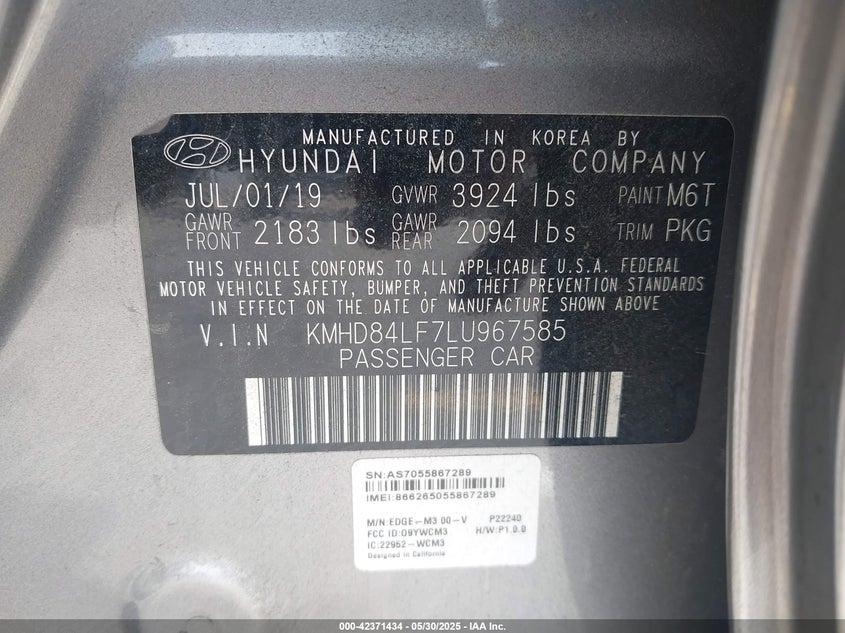 MANUFACTURED IN KOREA BY
HYUNDAI MOTOR COMPANY
JUL/01/19 GVWR 3924 lbs PAINT M6T
GAWR FRONT 2183 lbs GAWR REAR 2094 lbs TRIM PKG
THIS VEHICLE CONFORMS TO ALL APPLICABLE U.S.A. FEDERAL
MOTOR VEHICLE SAFETY, BUMPER, AND THEFT PREVENTION STANDARDS
IN EFFECT ON THE DATE OF MANUFACTURE SHOWN ABOVE
V.I.N KMHD84LF7LU967585
PASSENGER CAR
SN:AS7055867289
IMEI:866265055867289
M/N:EDGE-M3 00-V P22240
FCC ID:O9YWCM3 H/W:P1.0.0
IC:22952-WCM3
Designed in California
000-42371434 — 05/30/2025 — IAA Inc.